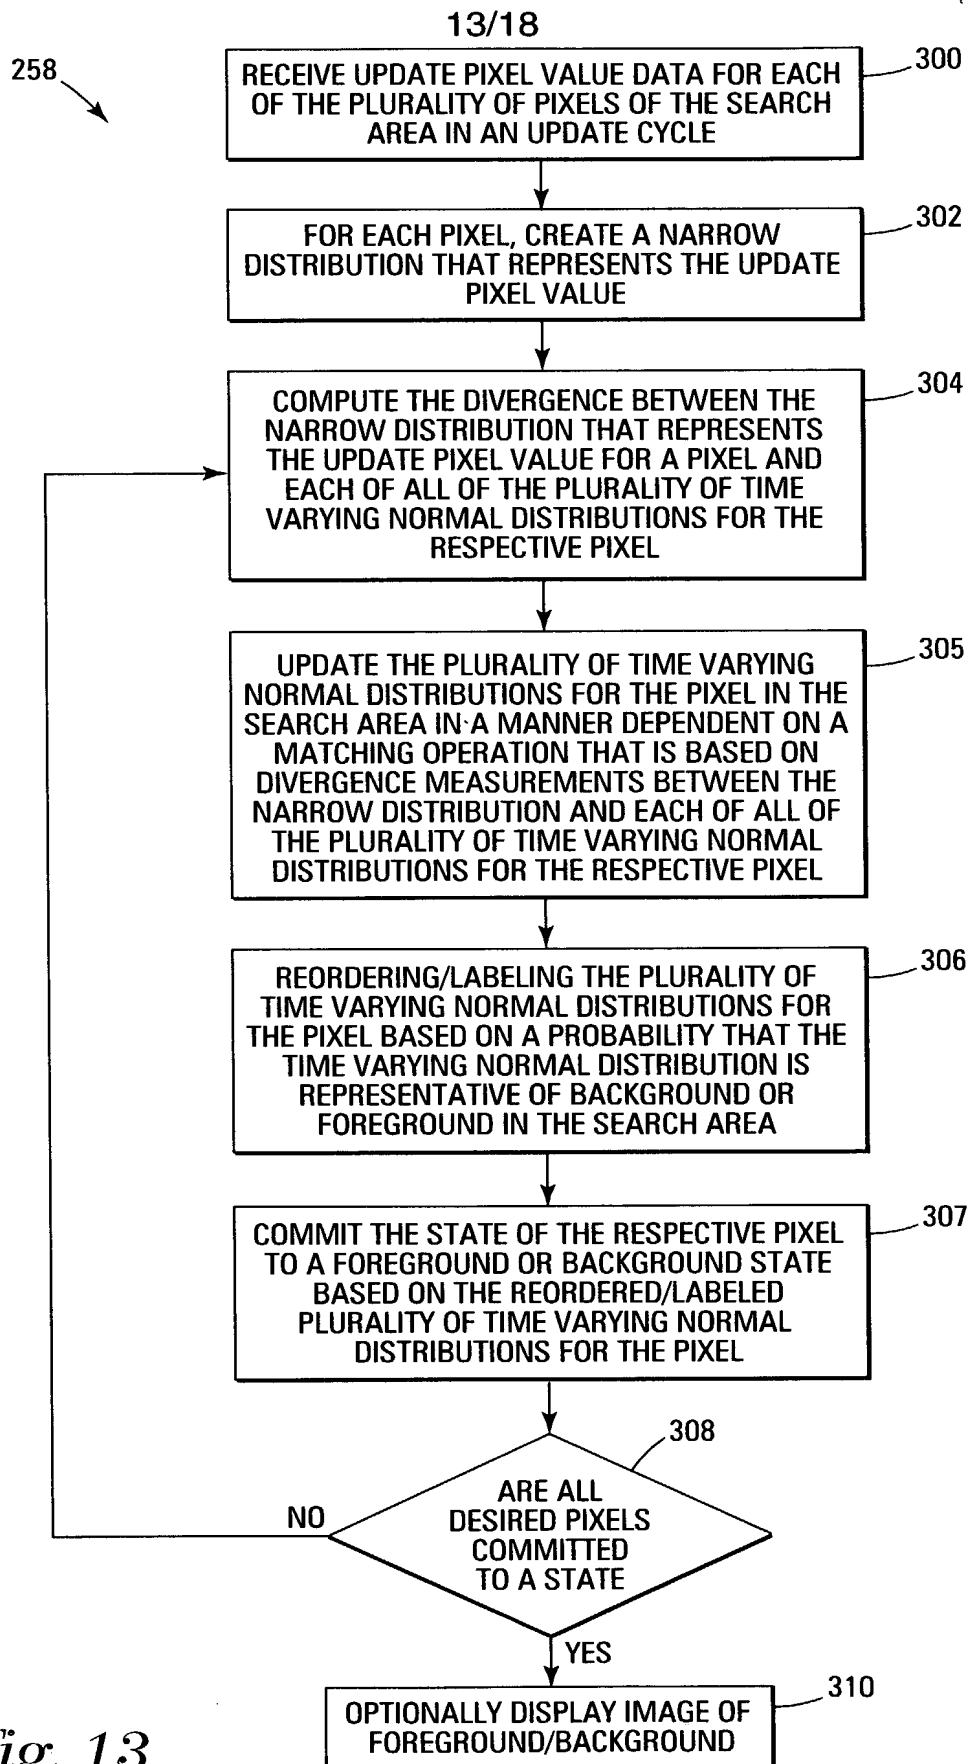 13/18
258
300
RECEIVE UPDATE PIXEL VALUE DATA FOR EACH
OF THE PLURALITY OF PIXELS OF THE SEARCH
AREA IN AN UPDATE CYCLE
302
FOR EACH PIXEL, CREATE A NARROW
DISTRIBUTION THAT REPRESENTS THE UPDATE
PIXEL VALUE
304
COMPUTE THE DIVERGENCE BETWEEN THE
NARROW DISTRIBUTION THAT REPRESENTS
THE UPDATE PIXEL VALUE FOR A PIXEL AND
EACH OF ALL OF THE PLURALITY OF TIME
VARYING NORMAL DISTRIBUTIONS FOR THE
RESPECTIVE PIXEL
305
UPDATE THE PLURALITY OF TIME VARYING
NORMAL DISTRIBUTIONS FOR THE PIXEL IN THE
SEARCH AREA IN A MANNER DEPENDENT ON A
MATCHING OPERATION THAT IS BASED ON
DIVERGENCE MEASUREMENTS BETWEEN THE
NARROW DISTRIBUTION AND EACH OF ALL OF
THE PLURALITY OF TIME VARYING NORMAL
DISTRIBUTIONS FOR THE RESPECTIVE PIXEL
306
REORDERING/LABELING THE PLURALITY OF
TIME VARYING NORMAL DISTRIBUTIONS FOR
THE PIXEL BASED ON A PROBABILITY THAT THE
TIME VARYING NORMAL DISTRIBUTION IS
REPRESENTATIVE OF BACKGROUND OR
FOREGROUND IN THE SEARCH AREA
307
COMMIT THE STATE OF THE RESPECTIVE PIXEL
TO A FOREGROUND OR BACKGROUND STATE
BASED ON THE REORDERED/LABELED
PLURALITY OF TIME VARYING NORMAL
DISTRIBUTIONS FOR THE PIXEL
308
ARE ALL
DESIRED PIXELS
COMMITTED
TO A STATE
NO
YES
310
OPTIONALLY DISPLAY IMAGE OF
FOREGROUND/BACKGROUND
ig. 13